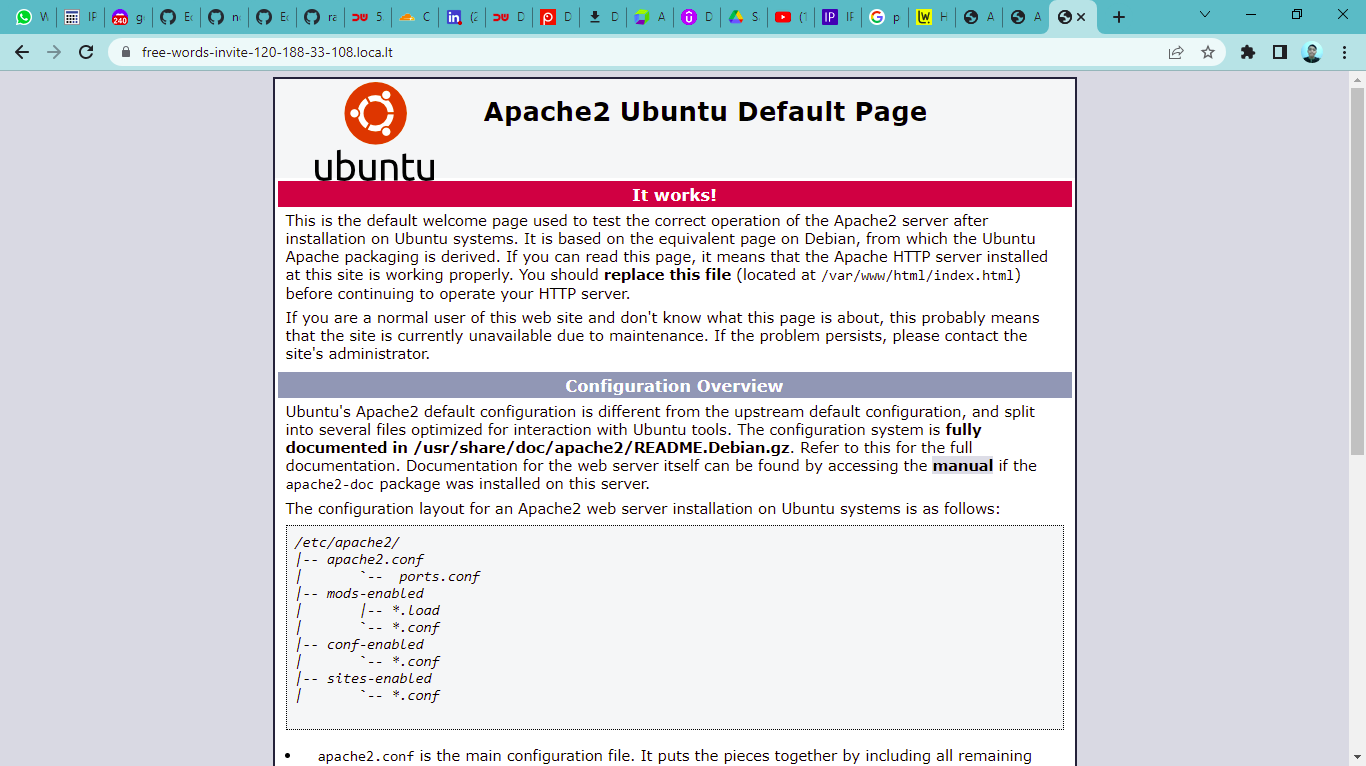 240
free-words-invite-120-188-33-108.loca.lt
ubuntu
Apache2 Ubuntu Default Page
It works!
This is the default welcome page used to test the correct operation of the Apache2 server after
installation on Ubuntu systems. It is based on the equivalent page on Debian, from which the Ubuntu
Apache packaging is derived. If you can read this page, it means that the Apache HTTP server installed
at this site is working properly. You should replace this file (located at /var/www/html/index.html)
before continuing to operate your HTTP server.
If you are a normal user of this web site and don't know what this page is about, this probably means
that the site is currently unavailable due to maintenance. If the problem persists, please contact the
site's administrator.
Configuration Overview
Ubuntu's Apache2 default configuration is different from the upstream default configuration, and split
into several files optimized for interaction with Ubuntu tools. The configuration system is fully
documented in /usr/share/doc/apache2/README.Debian.gz. Refer to this for the full
documentation. Documentation for the web server itself can be found by accessing the manual if the
apache2-doc package was installed on this server.
The configuration layout for an Apache2 web server installation on Ubuntu systems is as follows:
/etc/apache2/
|-- apache2.conf
|       `--  ports.conf
|-- mods-enabled
|       |-- *.load
|       `-- *.conf
|-- conf-enabled
|       `-- *.conf
|-- sites-enabled
|       `-- *.conf
• apache2.conf is the main configuration file. It puts the pieces together by including all remaining